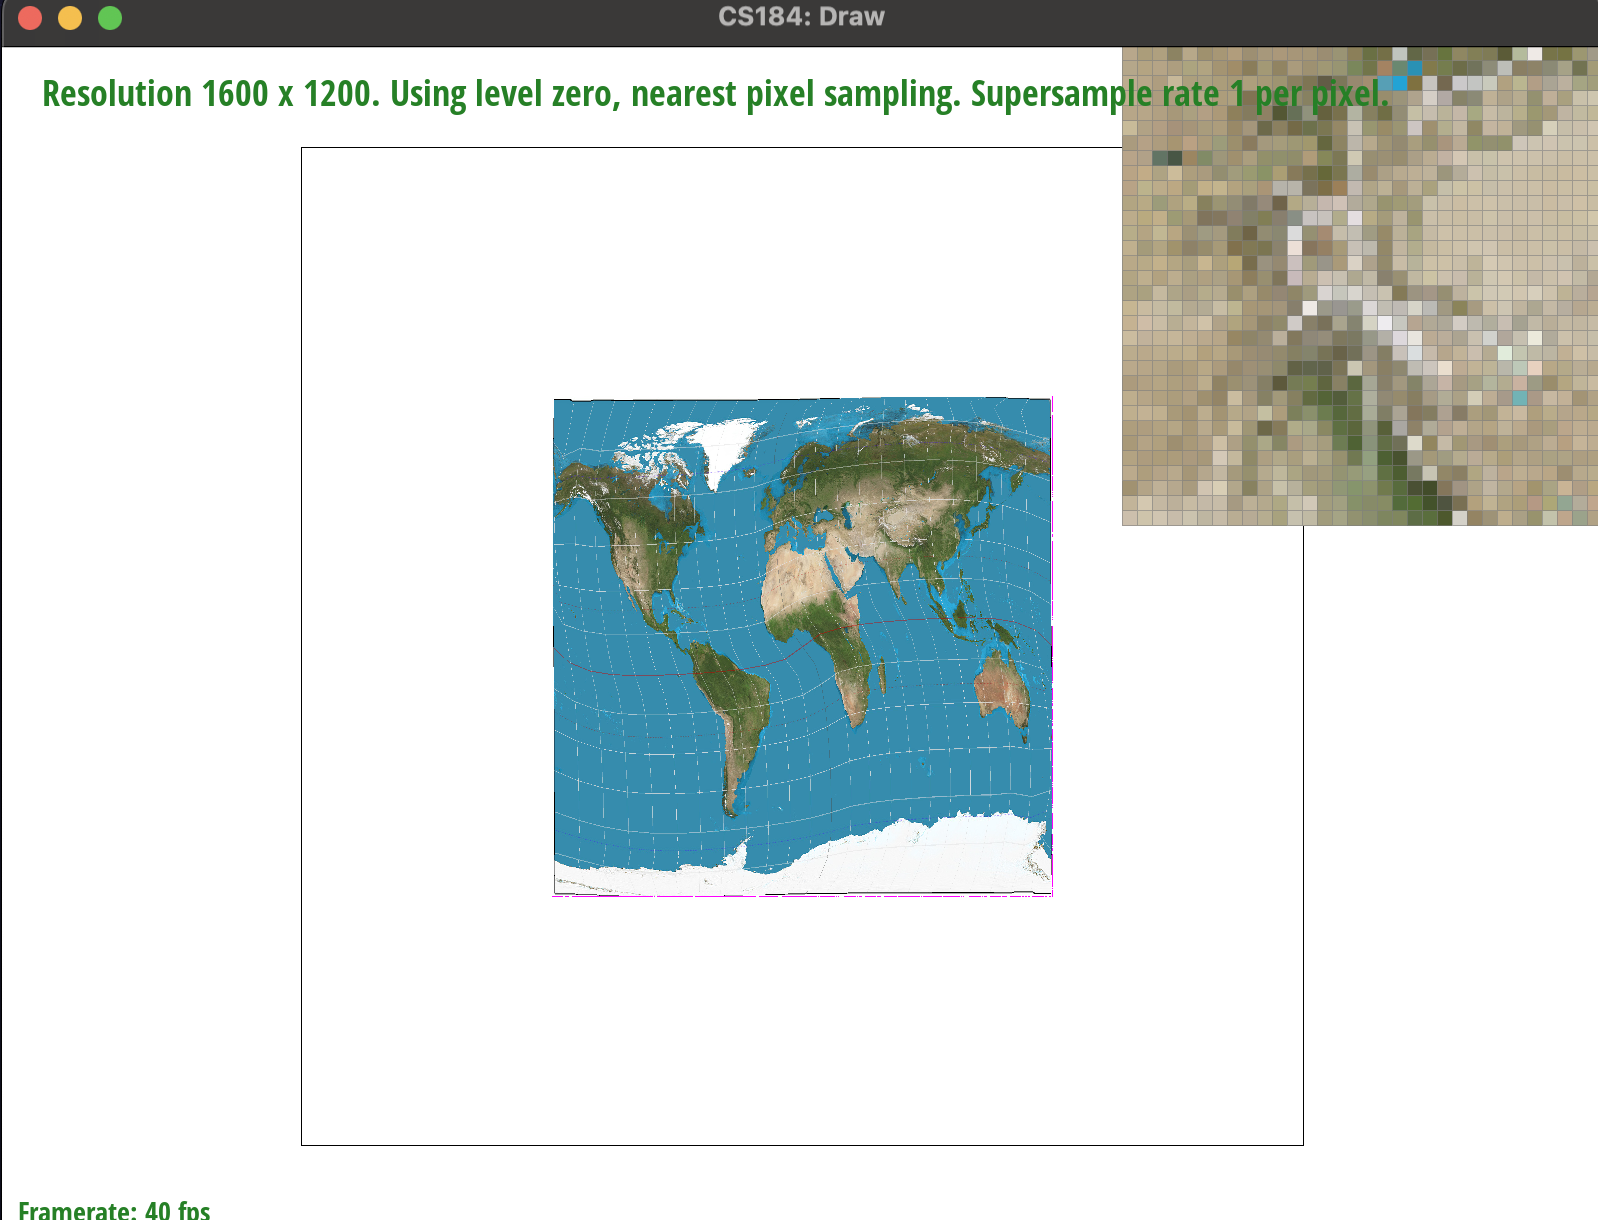 CS184: Draw
Resolution 1600 x 1200. Using level zero, nearest pixel sampling. Supersample rate 1 per pixel.
Framerate: 40 fps